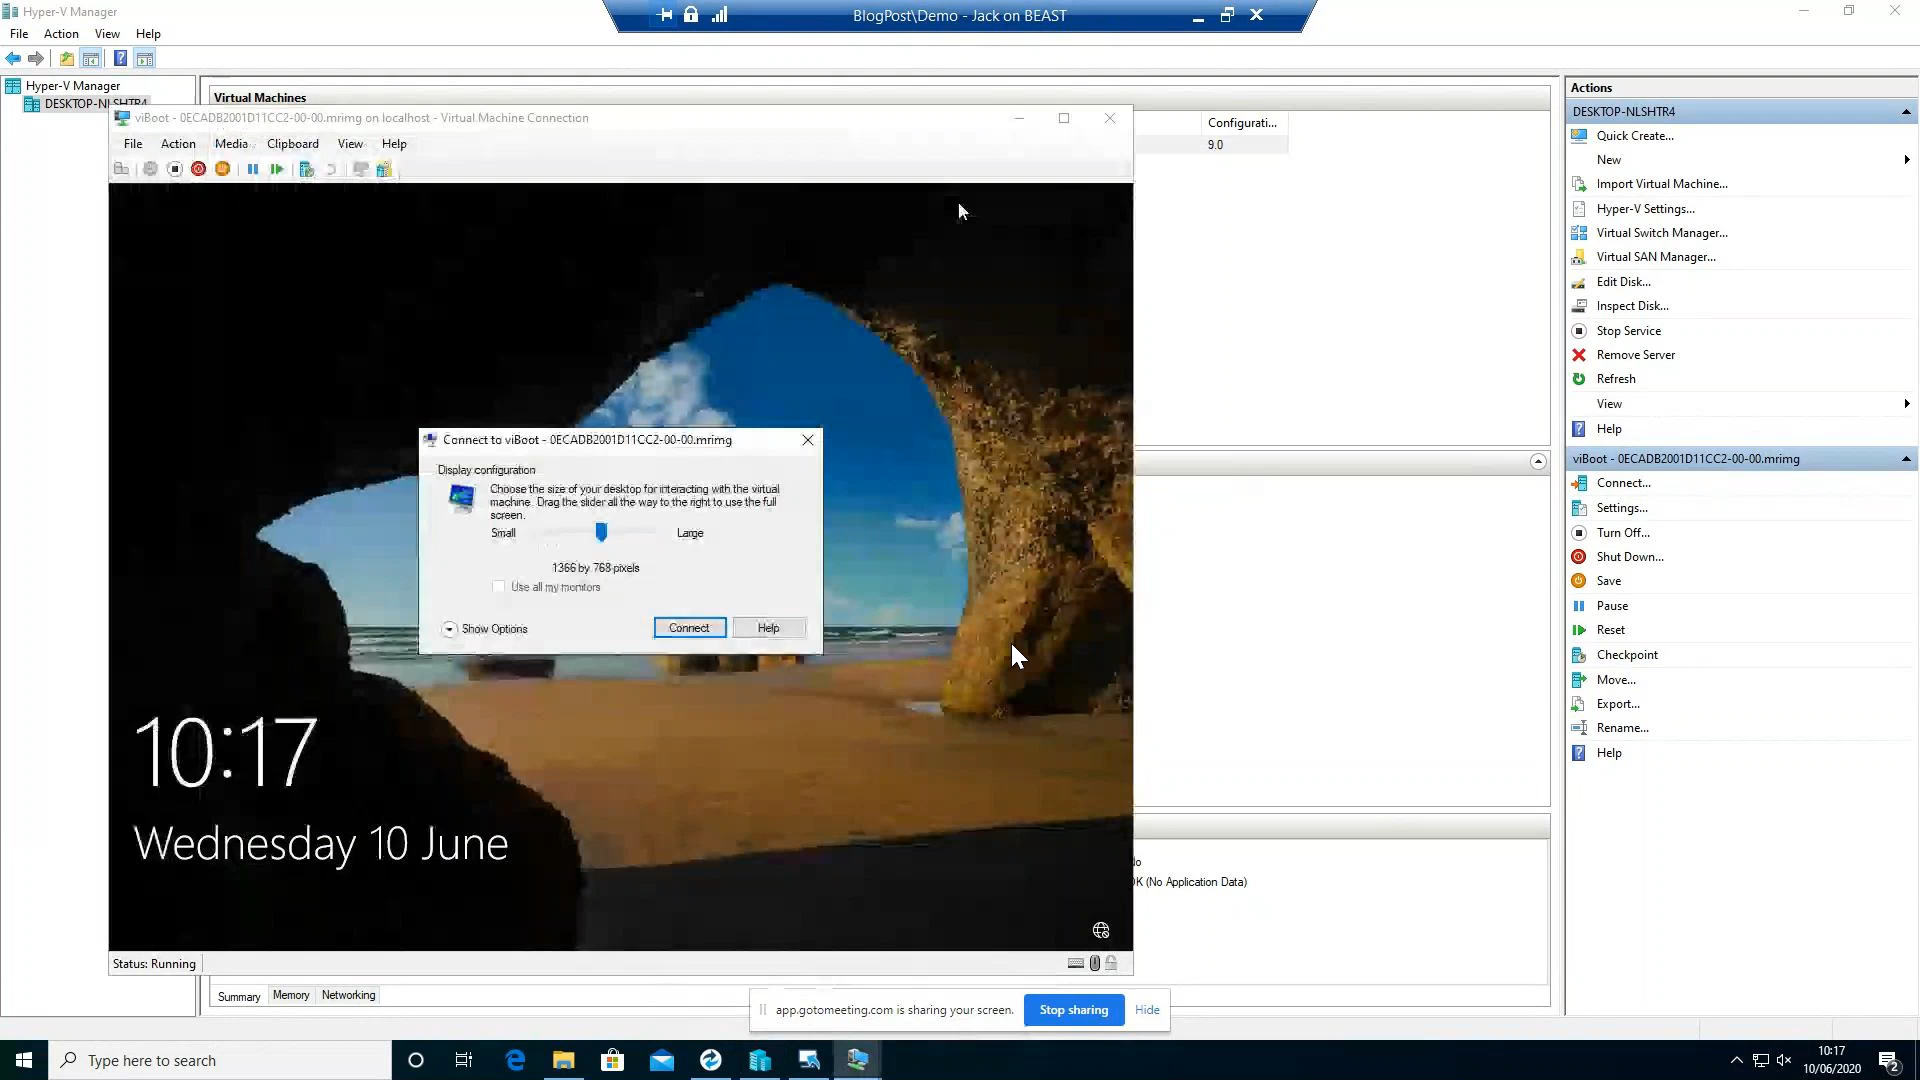 Hyper-V Manager
BlogPost\Demo - Jack on BEAST
File Action View Help
Hyper-V Manager
DESKTOP-NLSHTR4
Virtual Machines
Configurati...
9.0
viBoot - 0ECADB2001D11CC2-00-00.mrimg on localhost - Virtual Machine Connection
File Action Media Clipboard View Help
Connect to viBoot - 0ECADB2001D11CC2-00-00.mrimg
Display configuration
Choose the size of your desktop for interacting with the virtual
machine. Drag the slider all the way to the right to use the full
screen.
Small Large
1366 by 768 pixels
Use all my monitors
Show Options Connect Help
10:17
Wednesday 10 June
Status: Running
OK (No Application Data)
Summary Memory Networking
Actions
DESKTOP-NLSHTR4
Quick Create...
New
Import Virtual Machine...
Hyper-V Settings...
Virtual Switch Manager...
Virtual SAN Manager...
Edit Disk...
Inspect Disk...
Stop Service
Remove Server
Refresh
View
Help
viBoot - 0ECADB2001D11CC2-00-00.mrimg
Connect...
Settings...
Turn Off...
Shut Down...
Save
Pause
Reset
Checkpoint
Move...
Export...
Rename...
Help
app.gotomeeting.com is sharing your screen. Stop sharing Hide
Type here to search
10:17
10/06/2020
2